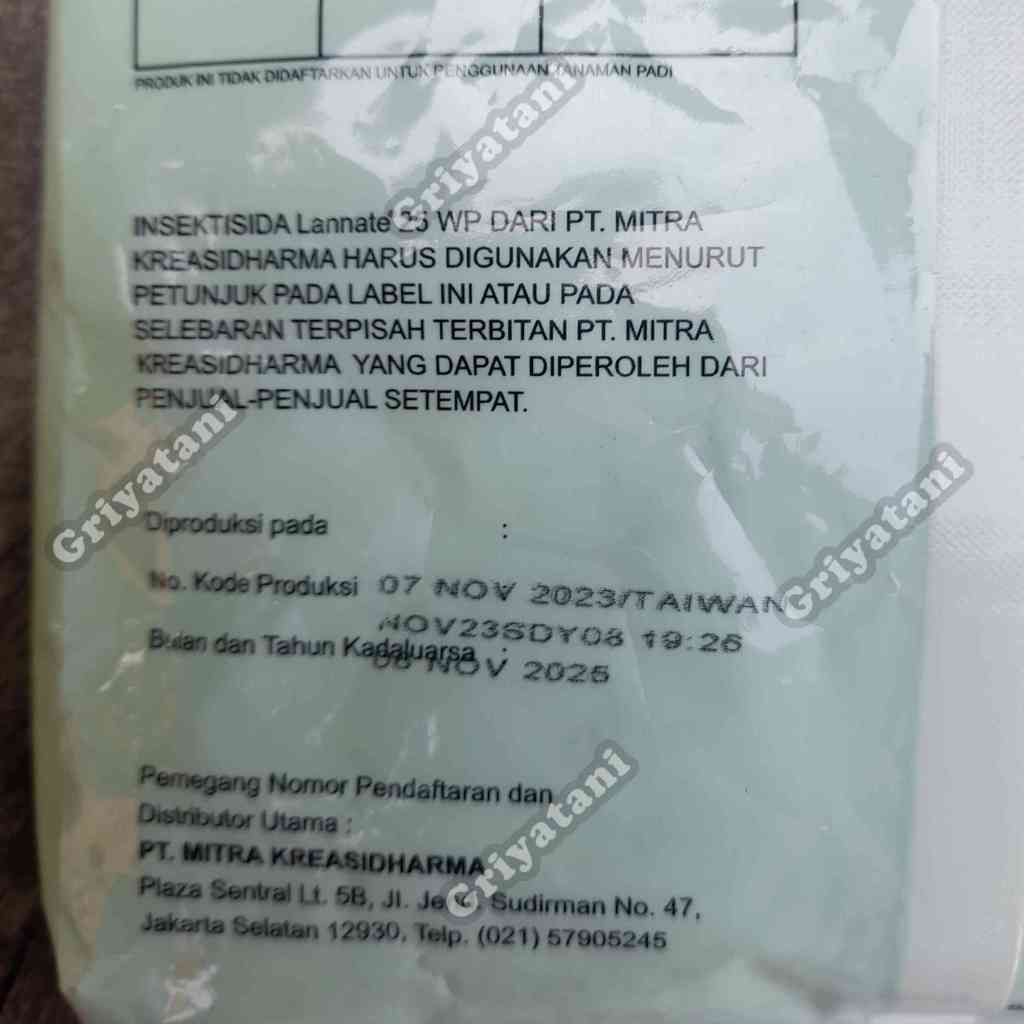 PRODUK INI TIDAK DIDAFTARKAN UNTUK PENGGUNAAN TANAMAN PADI
Griyatani
INSEKTISIDA Lannate 25 WP DARI PT. MITRA
KREASIDHARMA HARUS DIGUNAKAN MENURUT
PETUNJUK PADA LABEL INI ATAU PADA
SELEBARAN TERPISAH TERBITAN PT. MITRA
KREASIDHARMA YANG DAPAT DIPEROLEH DARI
PENJUAL-PENJUAL SETEMPAT.
Griyatani
Griyatani
Diproduksi pada :
No. Kode Produksi 07 NOV 2023/TAIWAN
NOV23SDY08 19:26
Bulan dan Tahun Kadaluarsa :
06 NOV 2025
Griyatani
Pemegang Nomor Pendaftaran dan
Distributor Utama :
PT. MITRA KREASIDHARMA
Plaza Sentral Lt. 5B, Jl. Sudirman No. 47,
Jakarta Selatan 12930, Telp. (021) 57905245